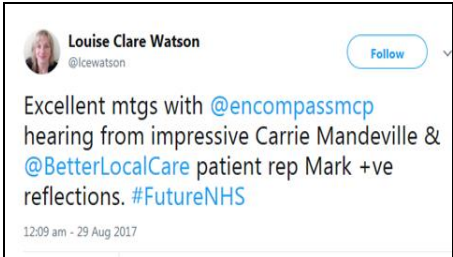 Louise Clare Watson
@lcewatson
Follow
Excellent mtgs with @encompassmcp
hearing from impressive Carrie Mandeville &
@BetterLocalCare patient rep Mark +ve
reflections. #FutureNHS
12:09 am - 29 Aug 2017